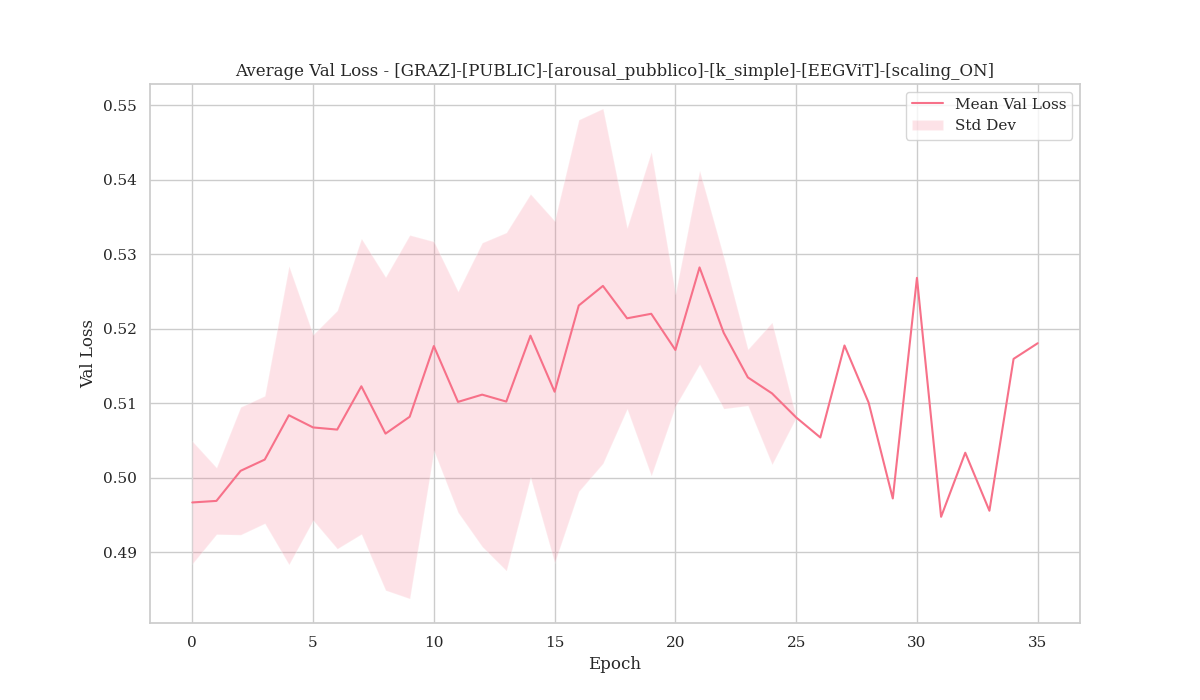 Average Val Loss - [GRAZ]-[PUBLIC]-[arousal_pubblico]-[k_simple]-[EEGViT]-[scaling_ON]
Mean Val Loss
Std Dev
0.55
0.54
0.53
0.52
0.51
0.50
0.49
Val Loss
0 5 10 15 20 25 30 35
Epoch